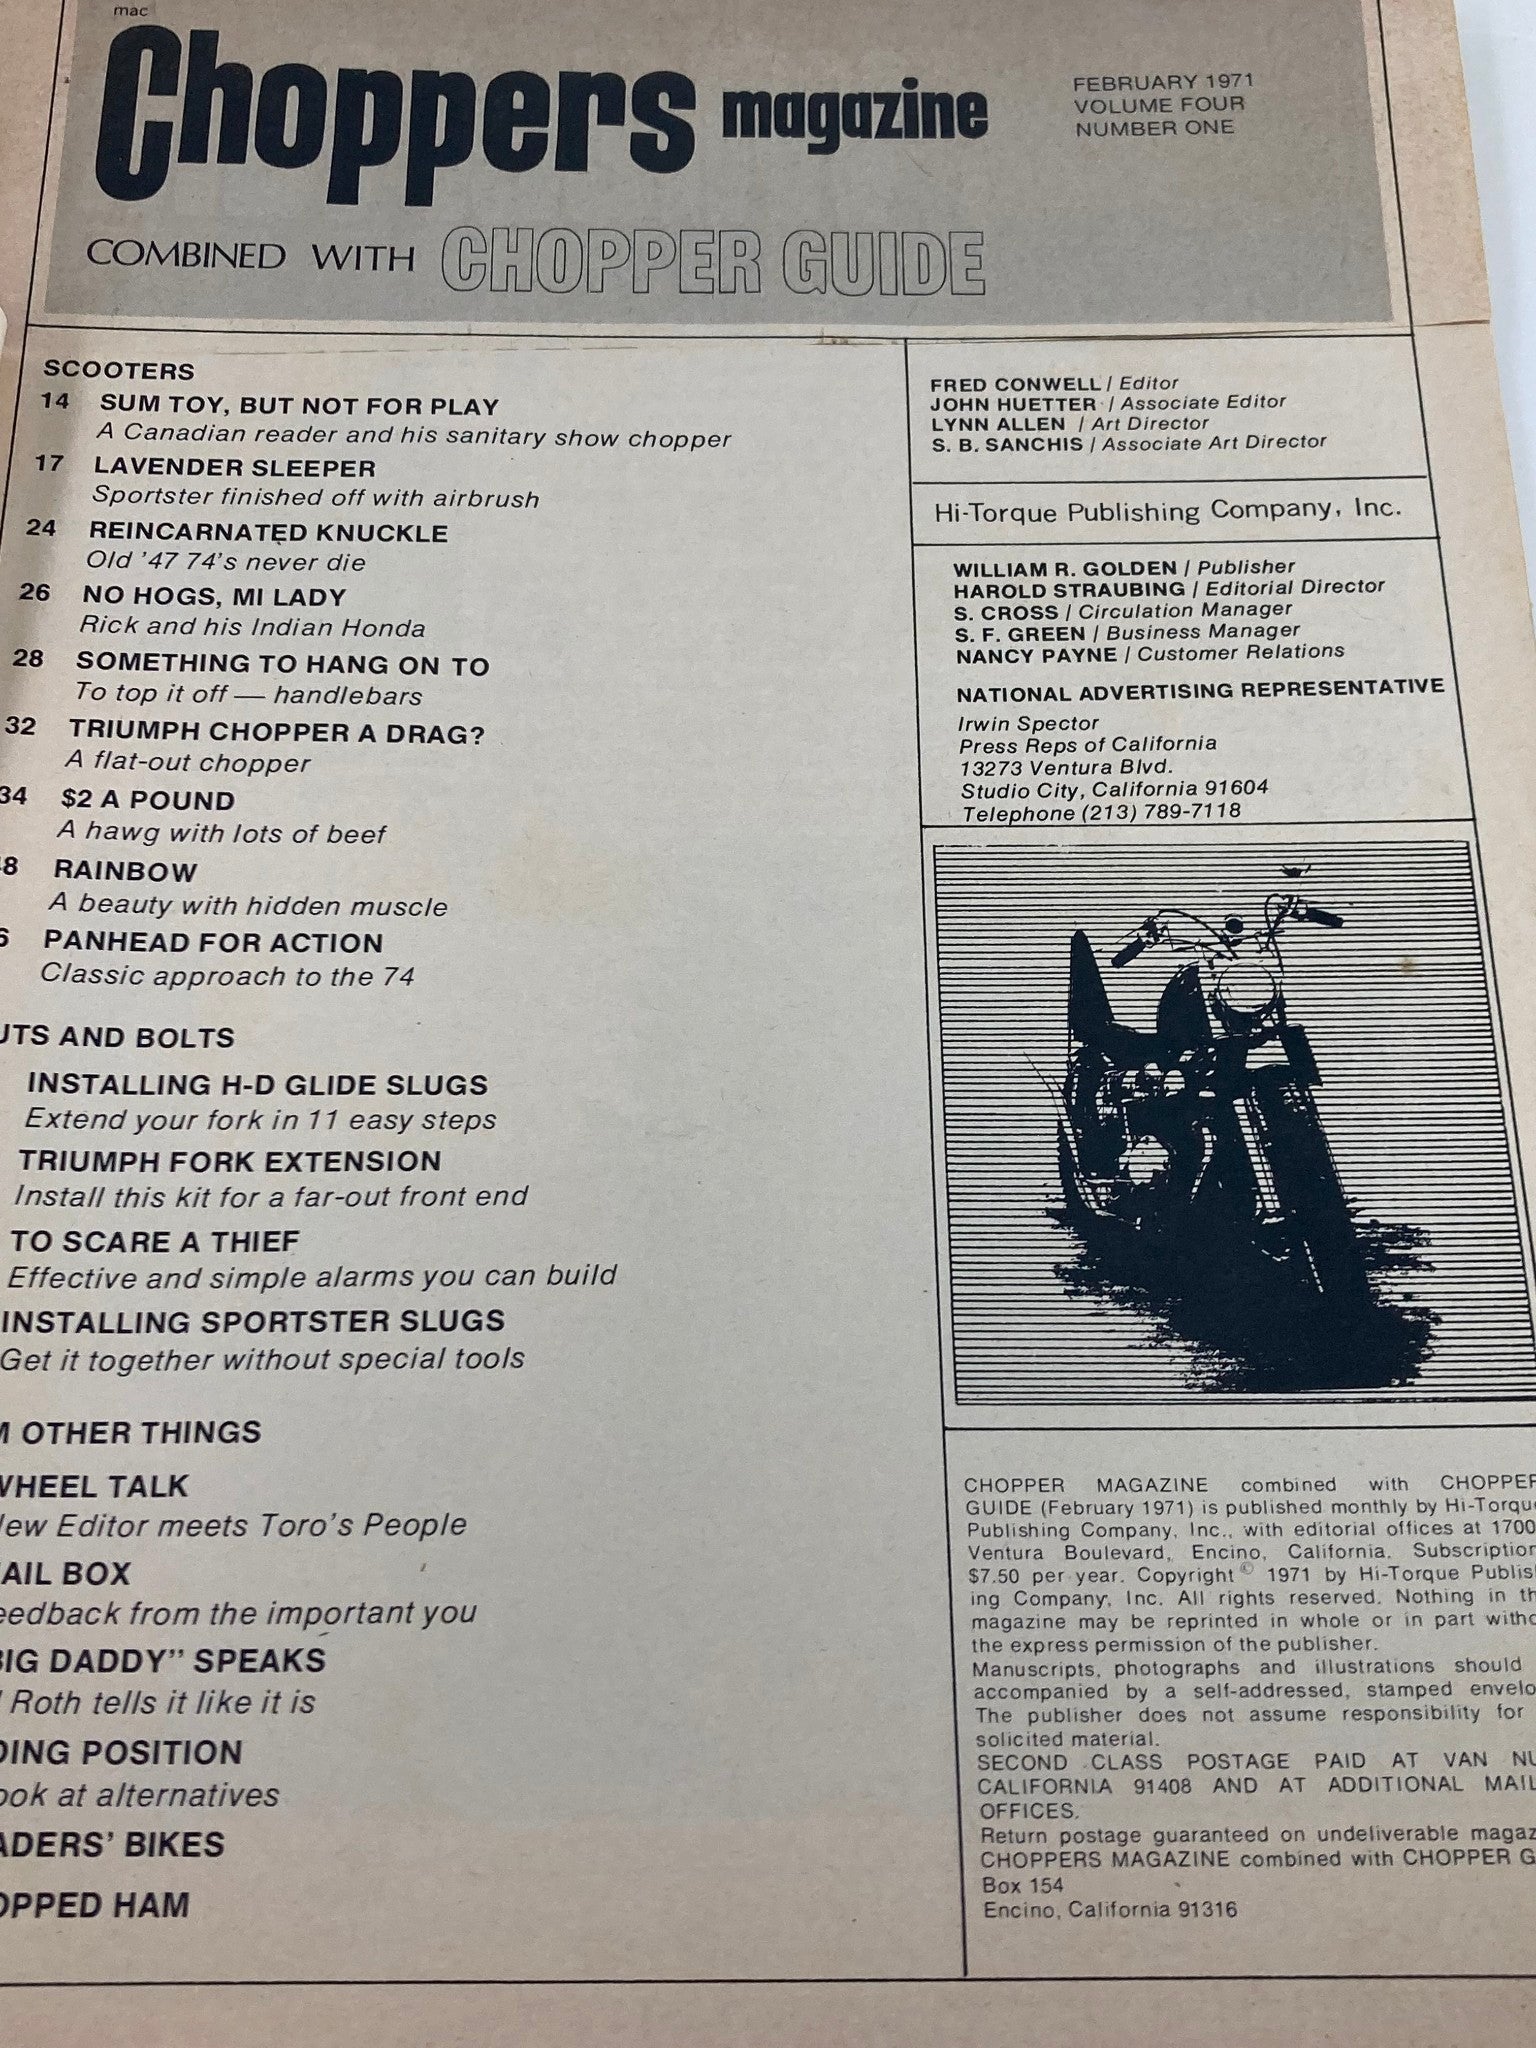 mac
Choppers magazine
COMBINED WITH CHOPPER GUIDE
FEBRUARY 1971
VOLUME FOUR
NUMBER ONE
SCOOTERS
14 SUM TOY, BUT NOT FOR PLAY
A Canadian reader and his sanitary show chopper
17 LAVENDER SLEEPER
Sportster finished off with airbrush
24 REINCARNATED KNUCKLE
Old '47 74's never die
26 NO HOGS, MI LADY
Rick and his Indian Honda
28 SOMETHING TO HANG ON TO
To top it off — handlebars
32 TRIUMPH CHOPPER A DRAG?
A flat-out chopper
34 $2 A POUND
A hawg with lots of beef
8 RAINBOW
A beauty with hidden muscle
6 PANHEAD FOR ACTION
Classic approach to the 74
UTS AND BOLTS
INSTALLING H-D GLIDE SLUGS
Extend your fork in 11 easy steps
TRIUMPH FORK EXTENSION
Install this kit for a far-out front end
TO SCARE A THIEF
Effective and simple alarms you can build
INSTALLING SPORTSTER SLUGS
Get it together without special tools
M OTHER THINGS
WHEEL TALK
New Editor meets Toro's People
AIL BOX
eedback from the important you
BIG DADDY" SPEAKS
Roth tells it like it is
DING POSITION
ook at alternatives
ADERS' BIKES
OPPED HAM
FRED CONWELL / Editor
JOHN HUETTER / Associate Editor
LYNN ALLEN / Art Director
S. B. SANCHIS / Associate Art Director
Hi-Torque Publishing Company, Inc.
WILLIAM R. GOLDEN / Publisher
HAROLD STRAUBING / Editorial Director
S. CROSS / Circulation Manager
S. F. GREEN / Business Manager
NANCY PAYNE / Customer Relations
NATIONAL ADVERTISING REPRESENTATIVE
Irwin Spector
Press Reps of California
13273 Ventura Blvd.
Studio City, California 91604
Telephone (213) 789-7118
CHOPPER MAGAZINE combined with CHOPPER
GUIDE (February 1971) is published monthly by Hi-Torque
Publishing Company, Inc., with editorial offices at 1700
Ventura Boulevard, Encino, California. Subscription
$7.50 per year. Copyright © 1971 by Hi-Torque Publis
ing Company, Inc. All rights reserved. Nothing in th
magazine may be reprinted in whole or in part witho
the express permission of the publisher.
Manuscripts, photographs and illustrations should
accompanied by a self-addressed, stamped envelo
The publisher does not assume responsibility for
solicited material.
SECOND CLASS POSTAGE PAID AT VAN NU
CALIFORNIA 91408 AND AT ADDITIONAL MAIL
OFFICES.
Return postage guaranteed on undeliverable magaz
CHOPPERS MAGAZINE combined with CHOPPER G
Box 154
Encino, California 91316